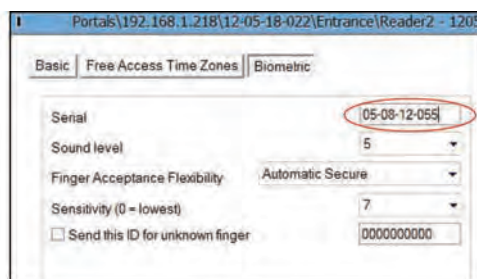 Portals\192.168.1.218\12-05-18-022\Entrance\Reader2 - 1205
Basic Free Access Time Zones Biometric
Serial 05-08-12-055
Sound level 5
Finger Acceptance Flexibility Automatic Secure
Sensitivity (0 = lowest) 7
Send this ID for unknown finger 0000000000